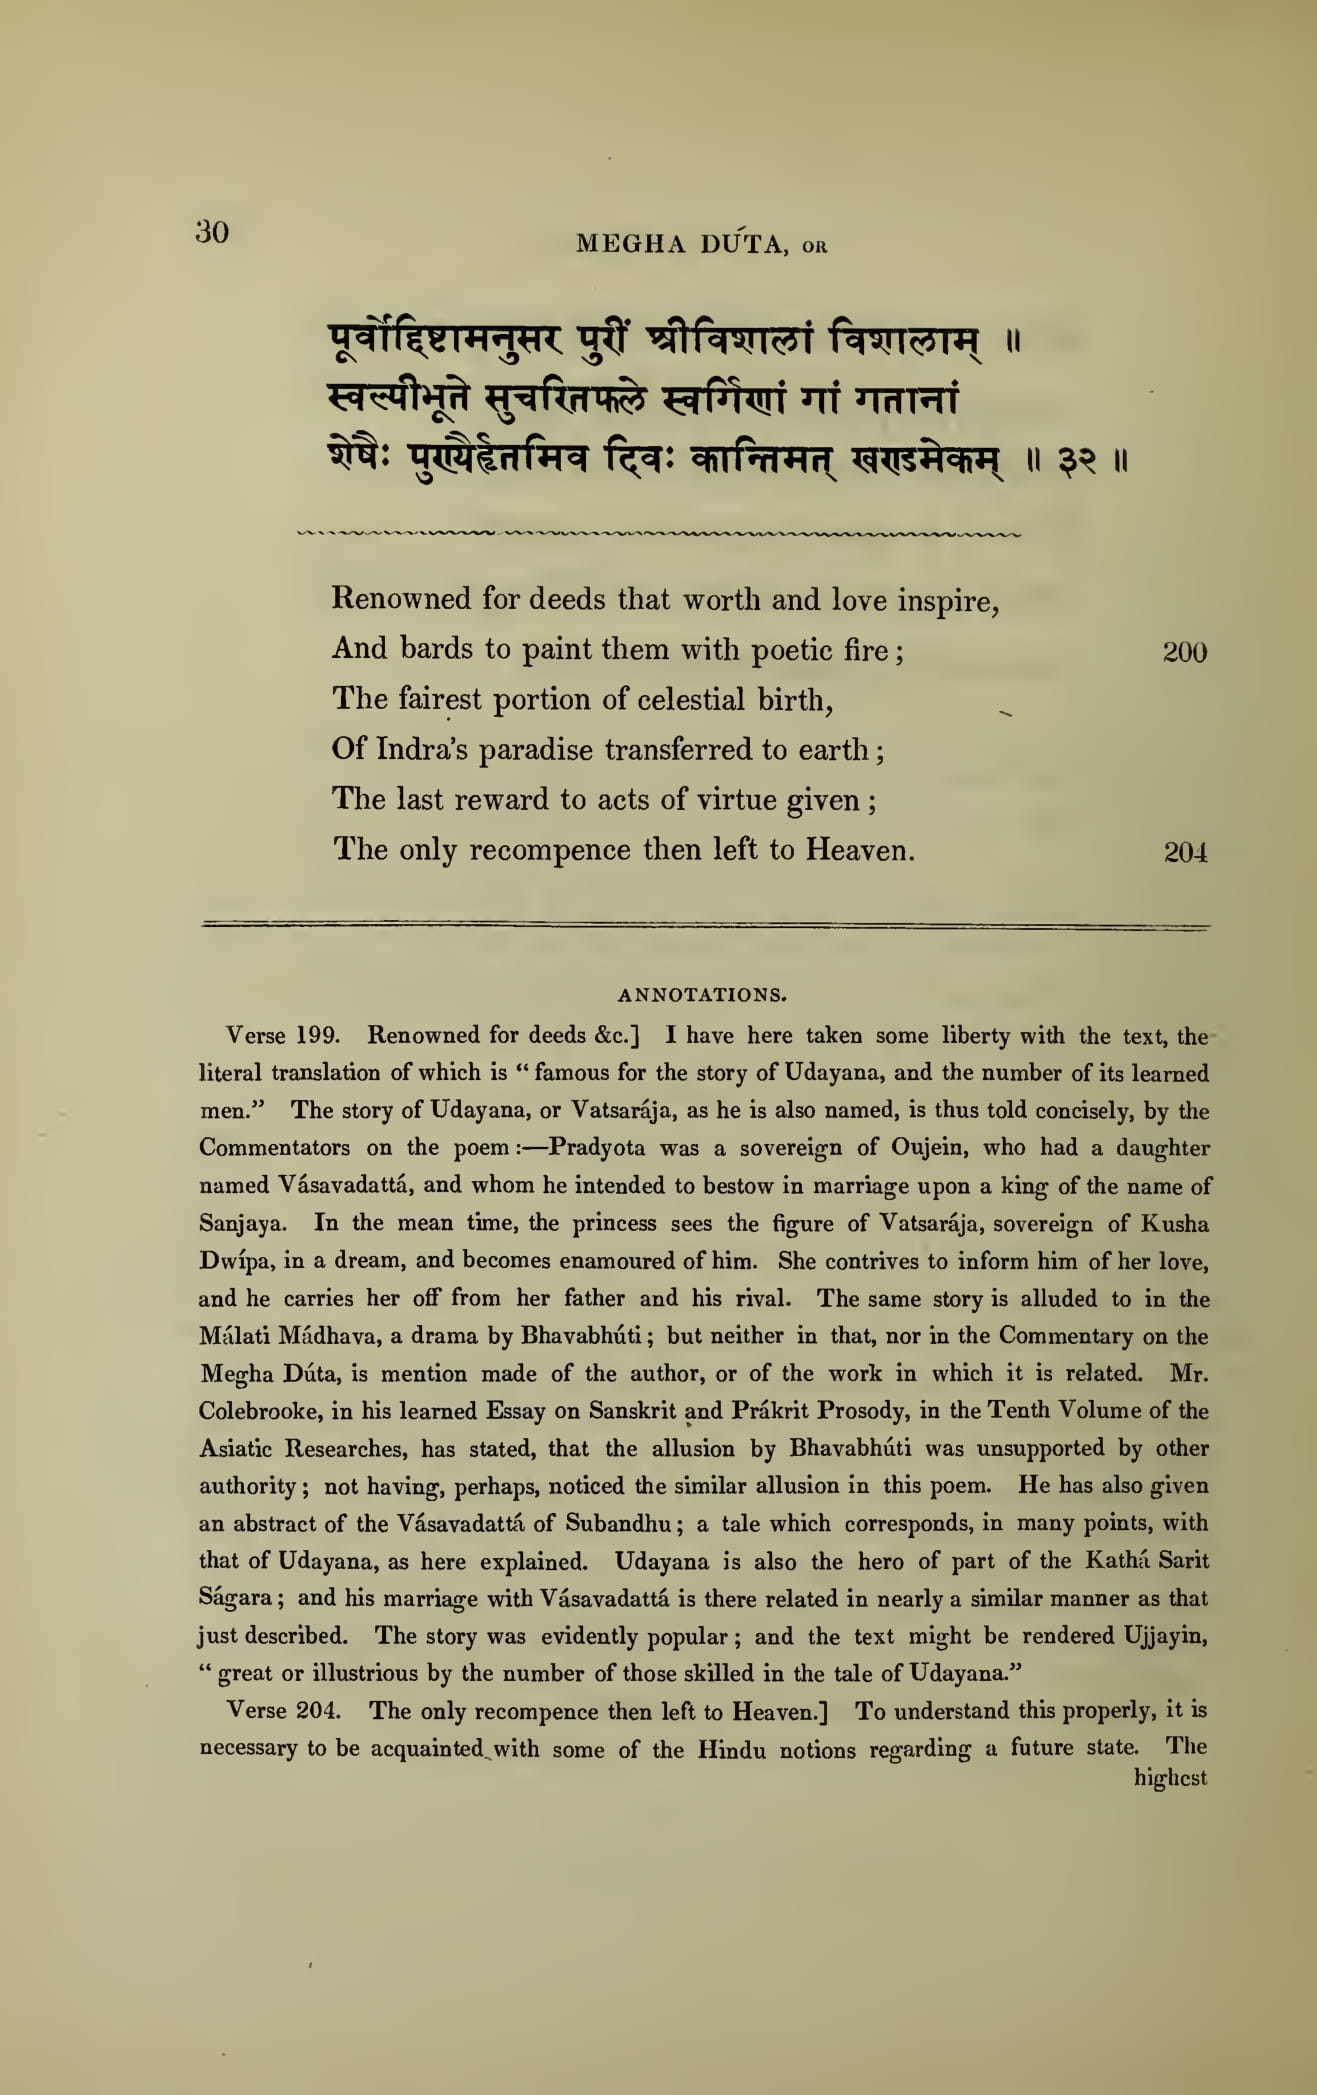 30
MEGHA DÚTA, OR
पूर्वोद्दिष्टामनुसर पुरीं श्रीविशालां विशालाम् ॥
स्वल्पीभूते सुचरितफले स्वर्गिणां गां गतानां
शेषैः पुण्यैर्हृतमिव दिवः कान्तिमत् खण्डमेकम् ॥ ३२ ॥
Renowned for deeds that worth and love inspire,
And bards to paint them with poetic fire; 200
The fairest portion of celestial birth,
Of Indra's paradise transferred to earth;
The last reward to acts of virtue given;
The only recompence then left to Heaven. 204
ANNOTATIONS.
Verse 199. Renowned for deeds &c.] I have here taken some liberty with the text, the
literal translation of which is “famous for the story of Udayana, and the number of its learned
men.” The story of Udayana, or Vatsarája, as he is also named, is thus told concisely, by the
Commentators on the poem:—Pradyota was a sovereign of Oujein, who had a daughter
named Vásavadattá, and whom he intended to bestow in marriage upon a king of the name of
Sanjaya. In the mean time, the princess sees the figure of Vatsarája, sovereign of Kusha
Dwípa, in a dream, and becomes enamoured of him. She contrives to inform him of her love,
and he carries her off from her father and his rival. The same story is alluded to in the
Málati Mádhava, a drama by Bhavabhúti; but neither in that, nor in the Commentary on the
Megha Dúta, is mention made of the author, or of the work in which it is related. Mr.
Colebrooke, in his learned Essay on Sanskrit and Prákrit Prosody, in the Tenth Volume of the
Asiatic Researches, has stated, that the allusion by Bhavabhúti was unsupported by other
authority; not having, perhaps, noticed the similar allusion in this poem. He has also given
an abstract of the Vásavadattá of Subandhu; a tale which corresponds, in many points, with
that of Udayana, as here explained. Udayana is also the hero of part of the Kathá Sarit
Ságara; and his marriage with Vásavadattá is there related in nearly a similar manner as that
just described. The story was evidently popular; and the text might be rendered Ujjayin,
“great or illustrious by the number of those skilled in the tale of Udayana.”
Verse 204. The only recompence then left to Heaven.] To understand this properly, it is
necessary to be acquainted with some of the Hindu notions regarding a future state. The
highest